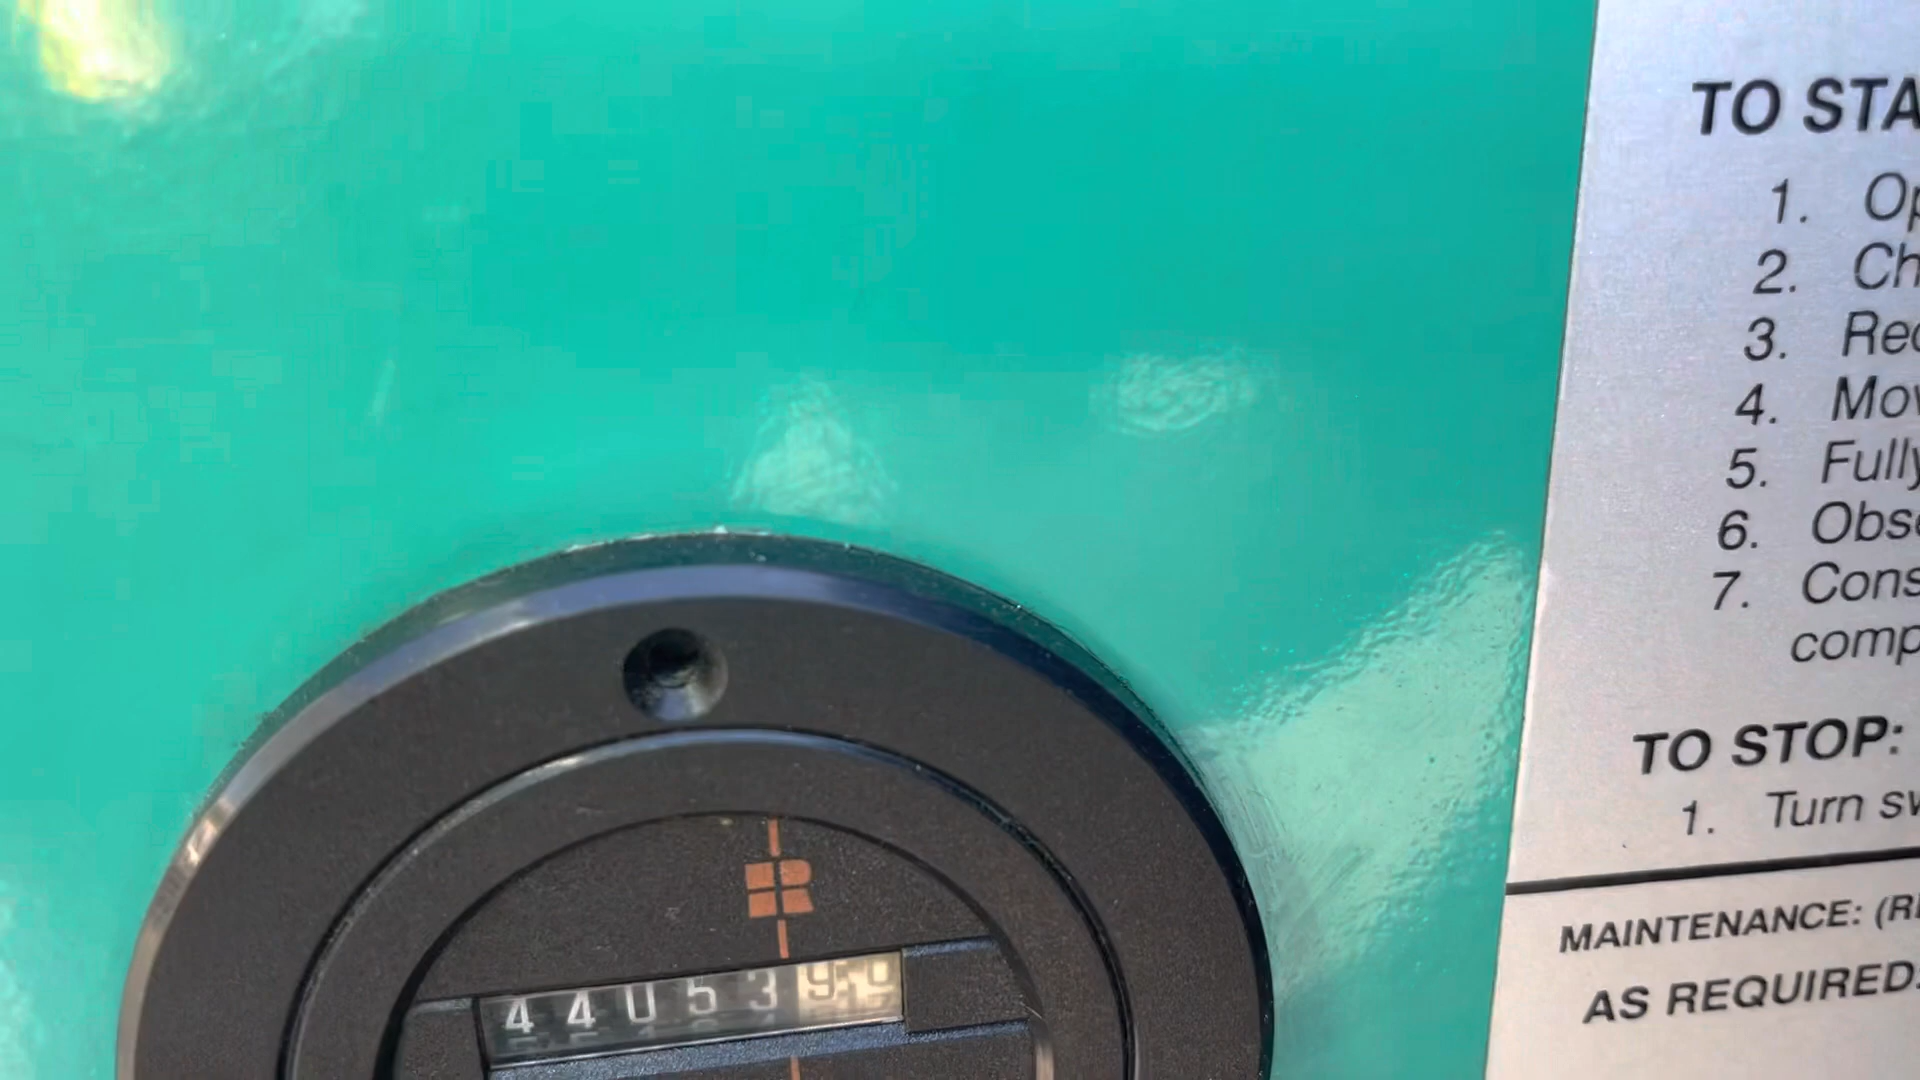 TO STA
1. Op
2. Ch
3. Rec
4. Mov
5. Fully
6. Obse
7. Cons
comp
TO STOP:
1. Turn sw
MAINTENANCE: (RE
AS REQUIRED:
R
44053